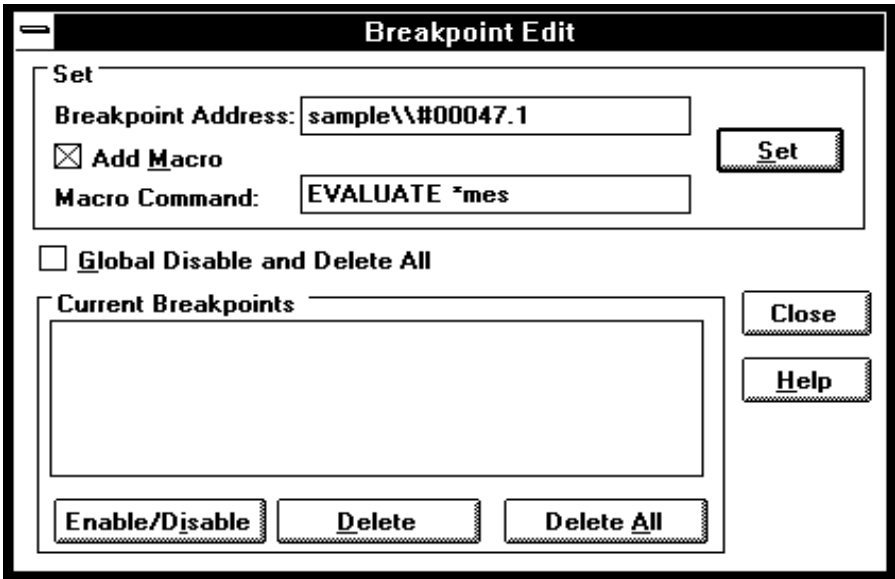 Breakpoint Edit
Set
Breakpoint Address: sample\\#00047.1
Add Macro
Set
Macro Command: EVALUATE *mes
Global Disable and Delete All
Current Breakpoints
Close
Help
Enable/Disable Delete Delete All